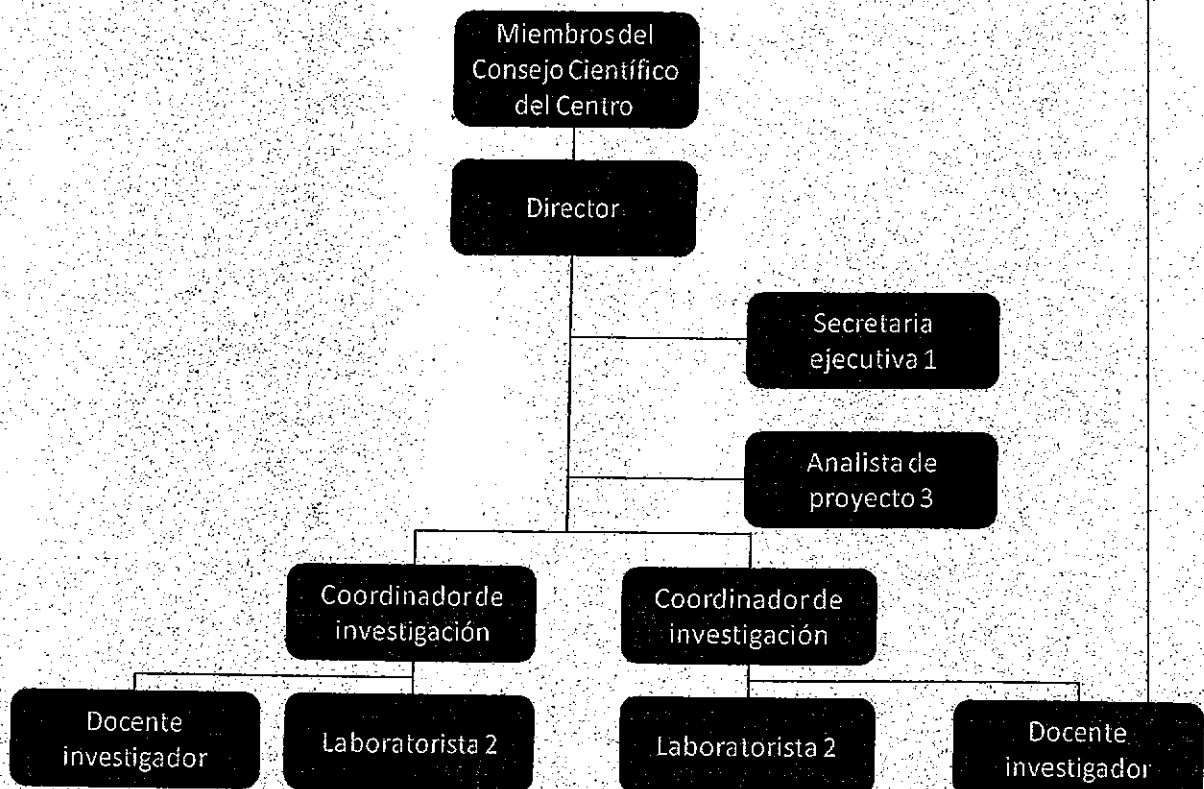 Miembros del
Consejo Científico
del Centro
Director
Secretaria
ejecutiva 1
Analista de
proyecto 3
Coordinador de
investigación
Coordinador de
investigación
Docente
investigador
Laboratorista 2
Laboratorista 2
Docente
investigador